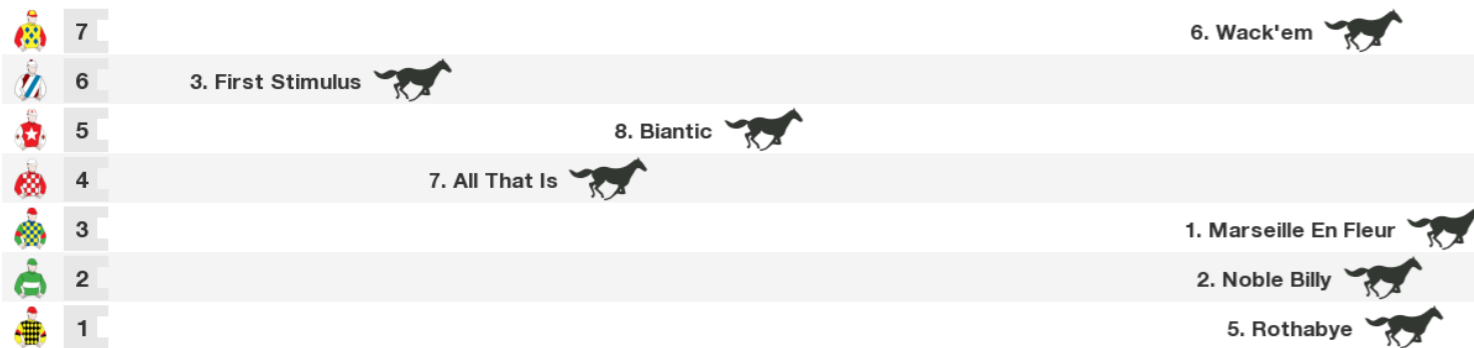 7 6. Wack'em
6 3. First Stimulus
5 8. Biantic
4 7. All That Is
3 1. Marseille En Fleur
2 2. Noble Billy
1 5. Rothabye